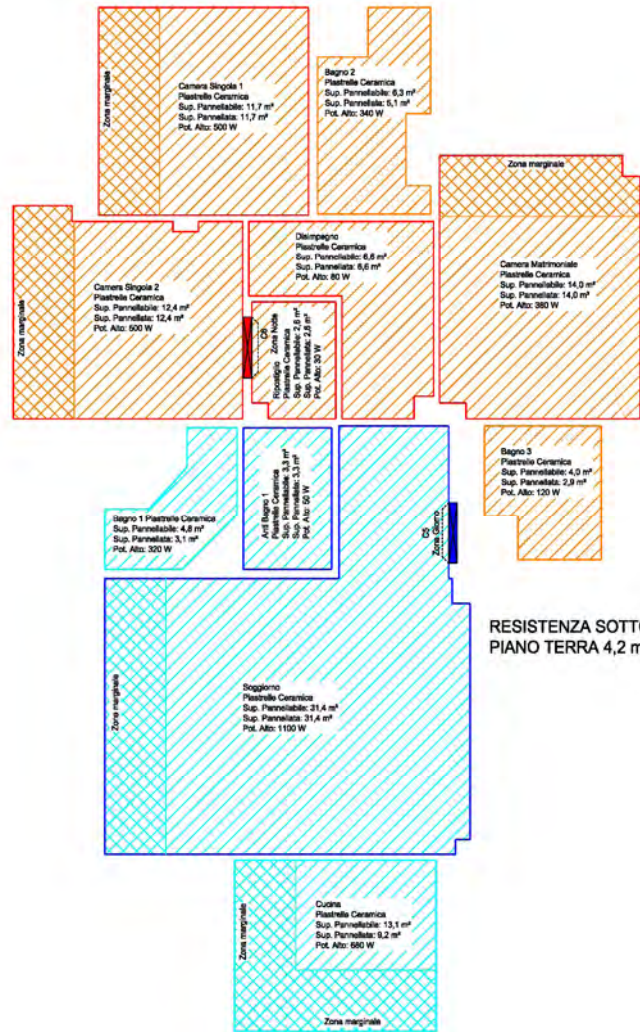 Zona marginale
Camera Singola 1
Piastrelle Ceramica
Sup. Pannellabile: 11,7 m²
Sup. Pannellata: 11,7 m²
Pot. Alto: 500 W
Bagno 2
Piastrelle Ceramica
Sup. Pannellabile: 6,3 m²
Sup. Pannellata: 5,1 m²
Pot. Alto: 340 W
Zona marginale
Camera Matrimoniale
Piastrelle Ceramica
Sup. Pannellabile: 14,0 m²
Sup. Pannellata: 14,0 m²
Pot. Alto: 380 W
Disimpegno
Piastrelle Ceramica
Sup. Pannellabile: 6,6 m²
Sup. Pannellata: 6,6 m²
Pot. Alto: 80 W
Zona marginale
Camera Singola 2
Piastrelle Ceramica
Sup. Pannellabile: 12,4 m²
Sup. Pannellata: 12,4 m²
Pot. Alto: 500 W
C6
Zona Notte
Ripostiglio
Piastrelle Ceramica
Sup. Pannellabile: 2,6 m²
Sup. Pannellata: 2,6 m²
Pot. Alto: 30 W
Bagno 1 Piastrelle Ceramica
Sup. Pannellabile: 4,8 m²
Sup. Pannellata: 3,1 m²
Pot. Alto: 320 W
Anti Bagno 1
Piastrelle Ceramica
Sup. Pannellabile: 3,3 m²
Sup. Pannellata: 3,3 m²
Pot. Alto: 50 W
C5
Zona Giorno
Bagno 3
Piastrelle Ceramica
Sup. Pannellabile: 4,0 m²
Sup. Pannellata: 2,9 m²
Pot. Alto: 120 W
RESISTENZA SOTTO
PIANO TERRA 4,2 m
Zona marginale
Soggiorno
Piastrelle Ceramica
Sup. Pannellabile: 31,4 m²
Sup. Pannellata: 31,4 m²
Pot. Alto: 1100 W
Zona marginale
Cucina
Piastrelle Ceramica
Sup. Pannellabile: 13,1 m²
Sup. Pannellata: 9,2 m²
Pot. Alto: 680 W
Zona marginale